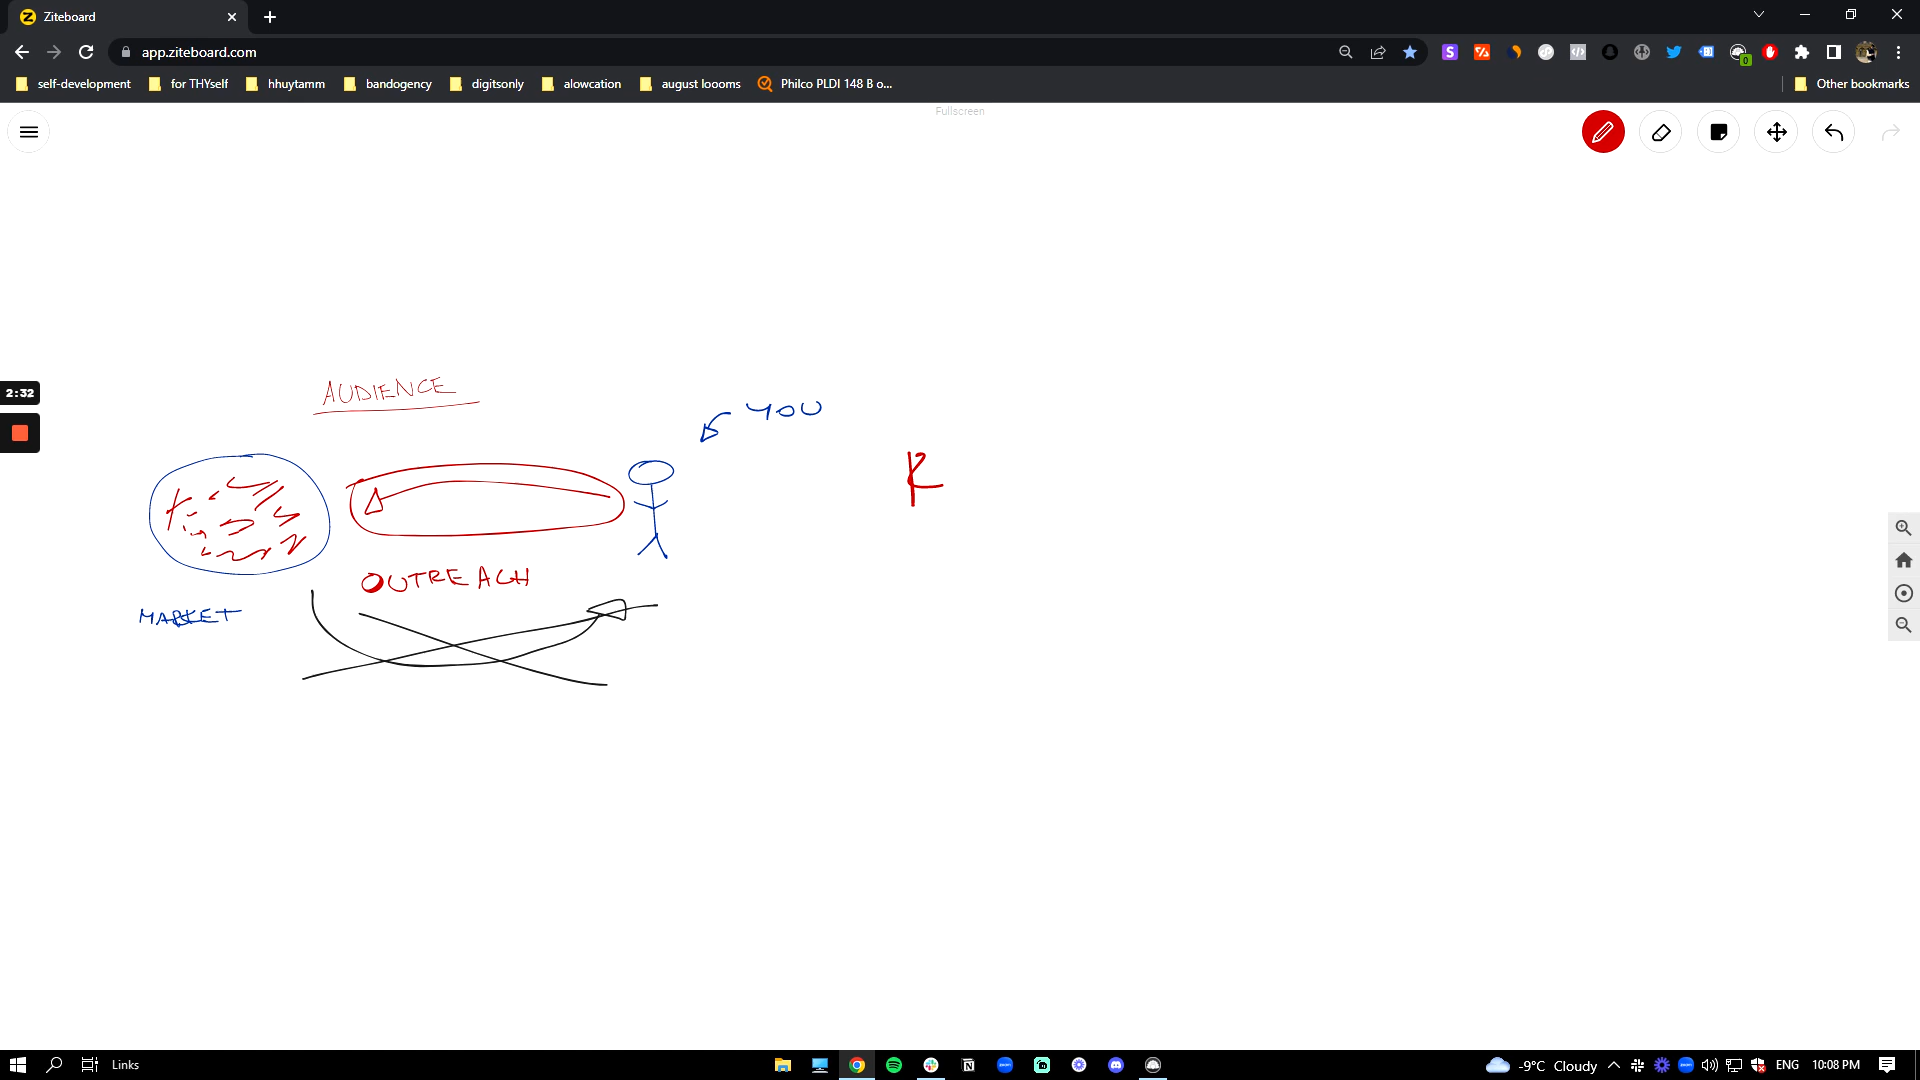 Ziteboard
app.ziteboard.com
0
self-development
for THYself
hhuytamm
bandogency
digitsonly
alowcation
august loooms
Philco PLDI 148 B o...
Other bookmarks
Fullscreen
2:32
AUDIENCE
YOU
R
OUTREACH
MARKET
Links
-9°C Cloudy
ENG
10:08 PM